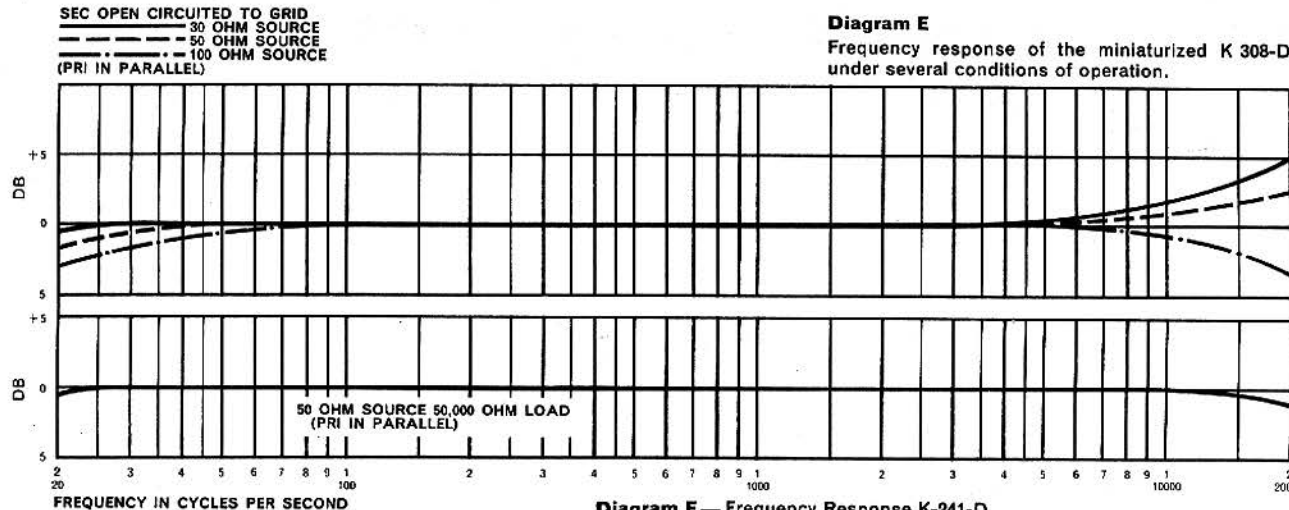 SEC OPEN CIRCUITED TO GRID
30 OHM SOURCE
50 OHM SOURCE
100 OHM SOURCE
(PRI IN PARALLEL)
Diagram E
Frequency response of the miniaturized K 308-D
under several conditions of operation.
+5
DB
0
5
+5
DB
0
5
50 OHM SOURCE 50,000 OHM LOAD
(PRI IN PARALLEL)
2 3 4 5 6 7 8 9 1 2 3 4 5 6 7 8 9 1 2 3 4 5 6 7 8 9 1 2
20 100 1000 10000 200
FREQUENCY IN CYCLES PER SECOND